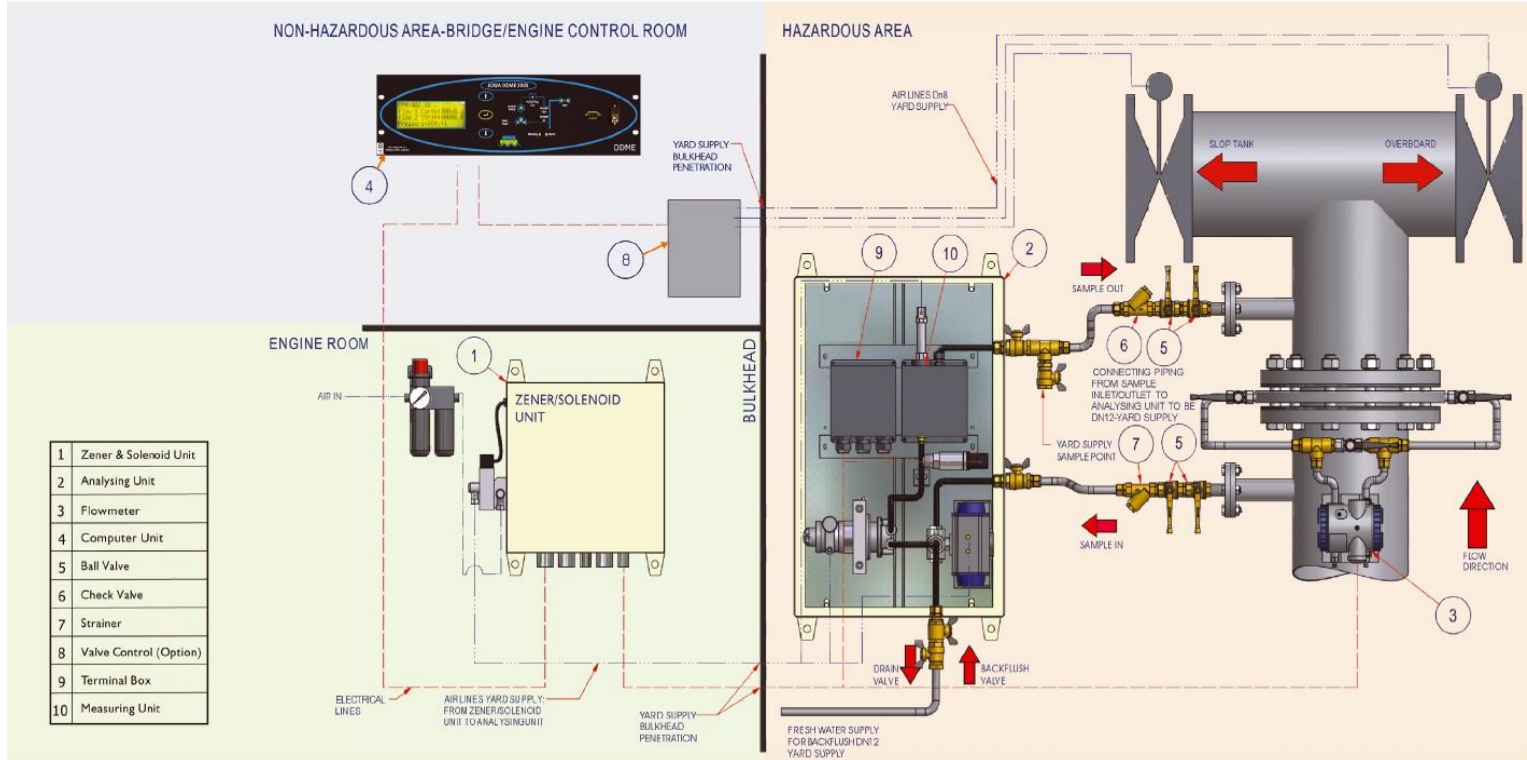 NON-HAZARDOUS AREA-BRIDGE/ENGINE CONTROL ROOM
HAZARDOUS AREA
JOWA DDME 2005
DDME
4
YARD SUPPLY
BULKHEAD
PENETRATION
8
AIR LINES Dn8
YARD SUPPLY
SLOP TANK
OVERBOARD
9
10
2
SAMPLE OUT
6
5
CONNECTING PIPING
FROM SAMPLE
INLET/OUTLET TO
ANALYSING UNIT TO BE
DN12-YARD SUPPLY
YARD SUPPLY
SAMPLE POINT
7
5
SAMPLE IN
FLOW
DIRECTION
3
ENGINE ROOM
BULKHEAD
1
AIR IN
ZENER/SOLENOID
UNIT
1 Zener & Solenoid Unit
2 Analysing Unit
3 Flowmeter
4 Computer Unit
5 Ball Valve
6 Check Valve
7 Strainer
8 Valve Control (Option)
9 Terminal Box
10 Measuring Unit
ELECTRICAL
LINES
AIR LINES YARD SUPPLY:
FROM ZENER/SOLENOID
UNIT TO ANALYSINGUNIT
YARD SUPPLY
BULKHEAD
PENETRATION
DRAIN
VALVE
BACKFLUSH
VALVE
FRESH WATER SUPPLY
FOR BACKFLUSH DN12
YARD SUPPLY